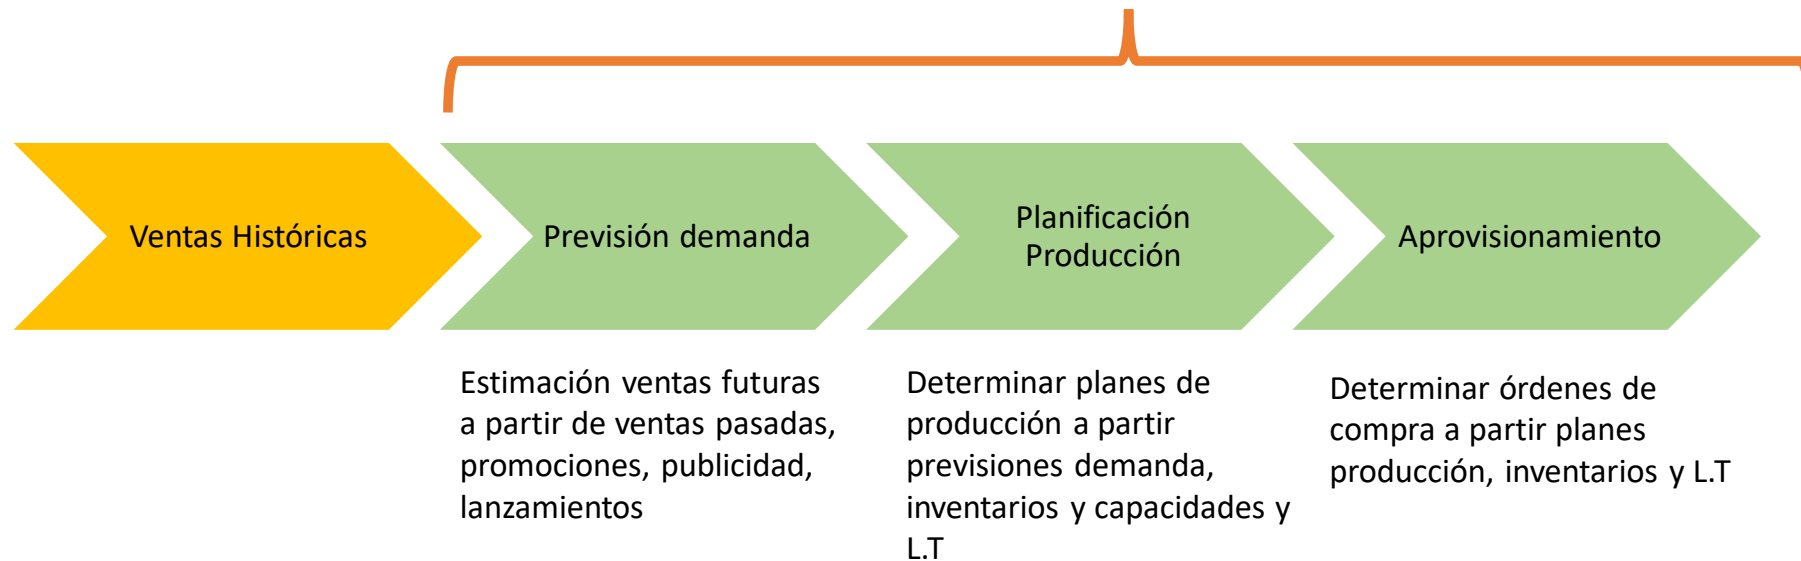 Ventas Históricas
Previsión demanda
Planificación
Producción
Aprovisionamiento
Estimación ventas futuras
a partir de ventas pasadas,
promociones, publicidad,
lanzamientos
Determinar planes de
producción a partir
previsiones demanda,
inventarios y capacidades y
L.T
Determinar órdenes de
compra a partir planes
producción, inventarios y L.T